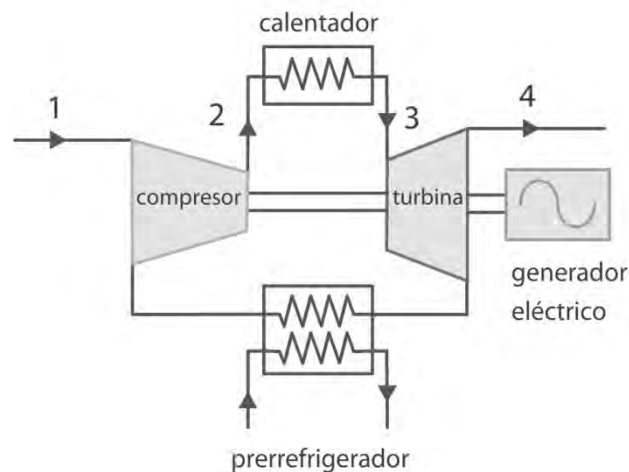 calentador
1
2
3
4
compresor
turbina
generador
eléctrico
prerrefrigerador